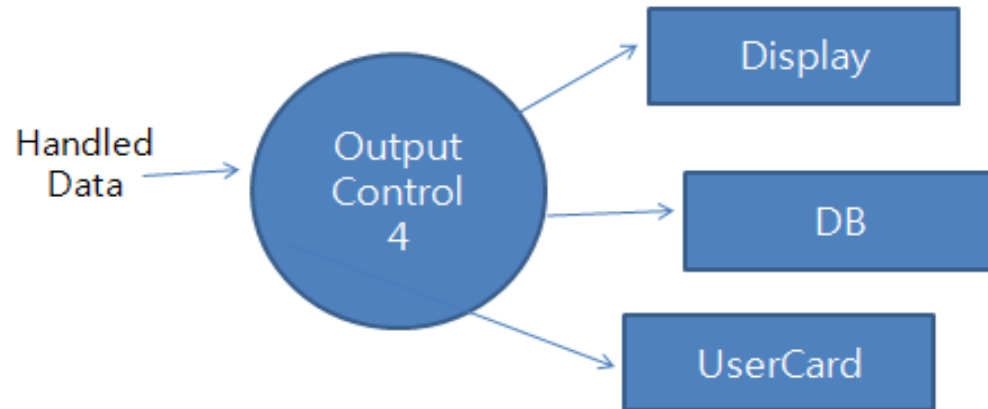 Handled
Data
Output
Control
4
Display
DB
UserCard